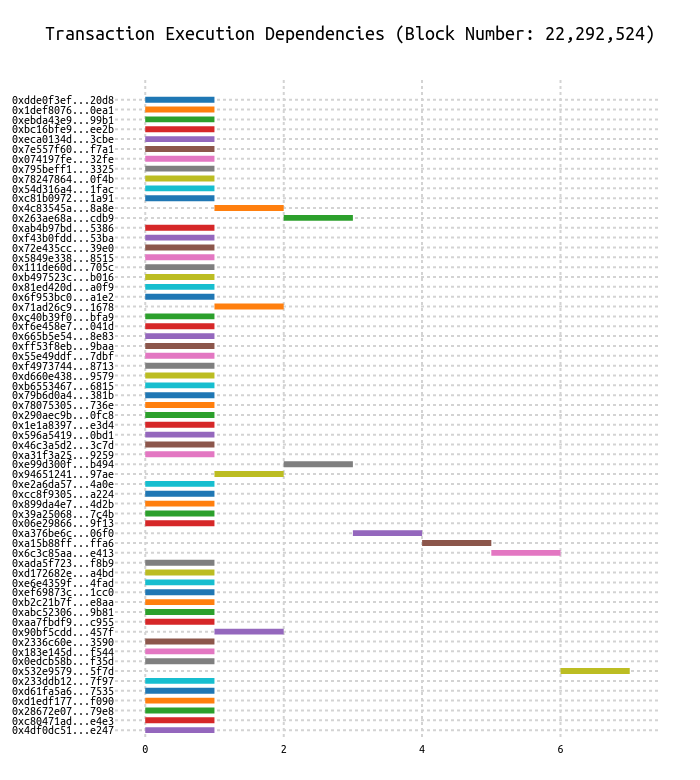 Transaction Execution Dependencies (Block Number: 22,292,524)
0xdde0f3ef...20d8
0x1def8076...0ea1
0xebda43e9...99b1
0xbc16bfe9...ee2b
0xeca0134d...3cbe
0x7e557f60...f7a1
0x074197fe...32fe
0x795beff1...3325
0x78247864...0f4b
0x54d316a4...1fac
0xc81b0972...1a91
0x4c83545a...8a8e
0x263ae68a...cdb9
0xab4b97bd...5386
0xf43b0fdd...53ba
0x72e435cc...39e0
0x5849e338...8515
0x111de60d...705c
0xb497523c...b016
0x81ed420d...a0f9
0x6f953bc0...a1e2
0x71ad26c9...1678
0xc40b39f0...bfa9
0xf6e458e7...041d
0x665b5e54...8e83
0xff53f8eb...9baa
0x55e49ddf...7dbf
0xf4973744...8713
0xd660e438...9579
0xb6553467...6815
0x79b6d0a4...381b
0x78075305...736e
0x290aec9b...0fc8
0x1e1a8397...e3d4
0x596a5419...0bd1
0x46c3a5d2...3c7d
0xa31f3a25...9259
0xe99d300f...b494
0x94651241...97ae
0xe2a6da57...4a0e
0xcc8f9305...a224
0x899da4e7...4d2b
0x39a25068...7c4b
0x06e29866...9f13
0xa376be6c...06f0
0xa15b88ff...ffa6
0x6c3c85aa...e413
0xada5f723...f8b9
0xd172682e...a4bd
0xe6e4359f...4fad
0xef69873c...1cc0
0xb2c21b7f...e8aa
0xabc52306...9b81
0xaa7fbdf9...c955
0x90bf5cdd...457f
0x2336c60e...3590
0x183e145d...f544
0x0edcb58b...f35d
0x532e9579...5f7d
0x233ddb12...7f97
0xd61fa5a6...7535
0xd1edf177...f090
0x28672e07...79e8
0xc80471ad...e4e3
0x4df0dc51...e247
0 2 4 6